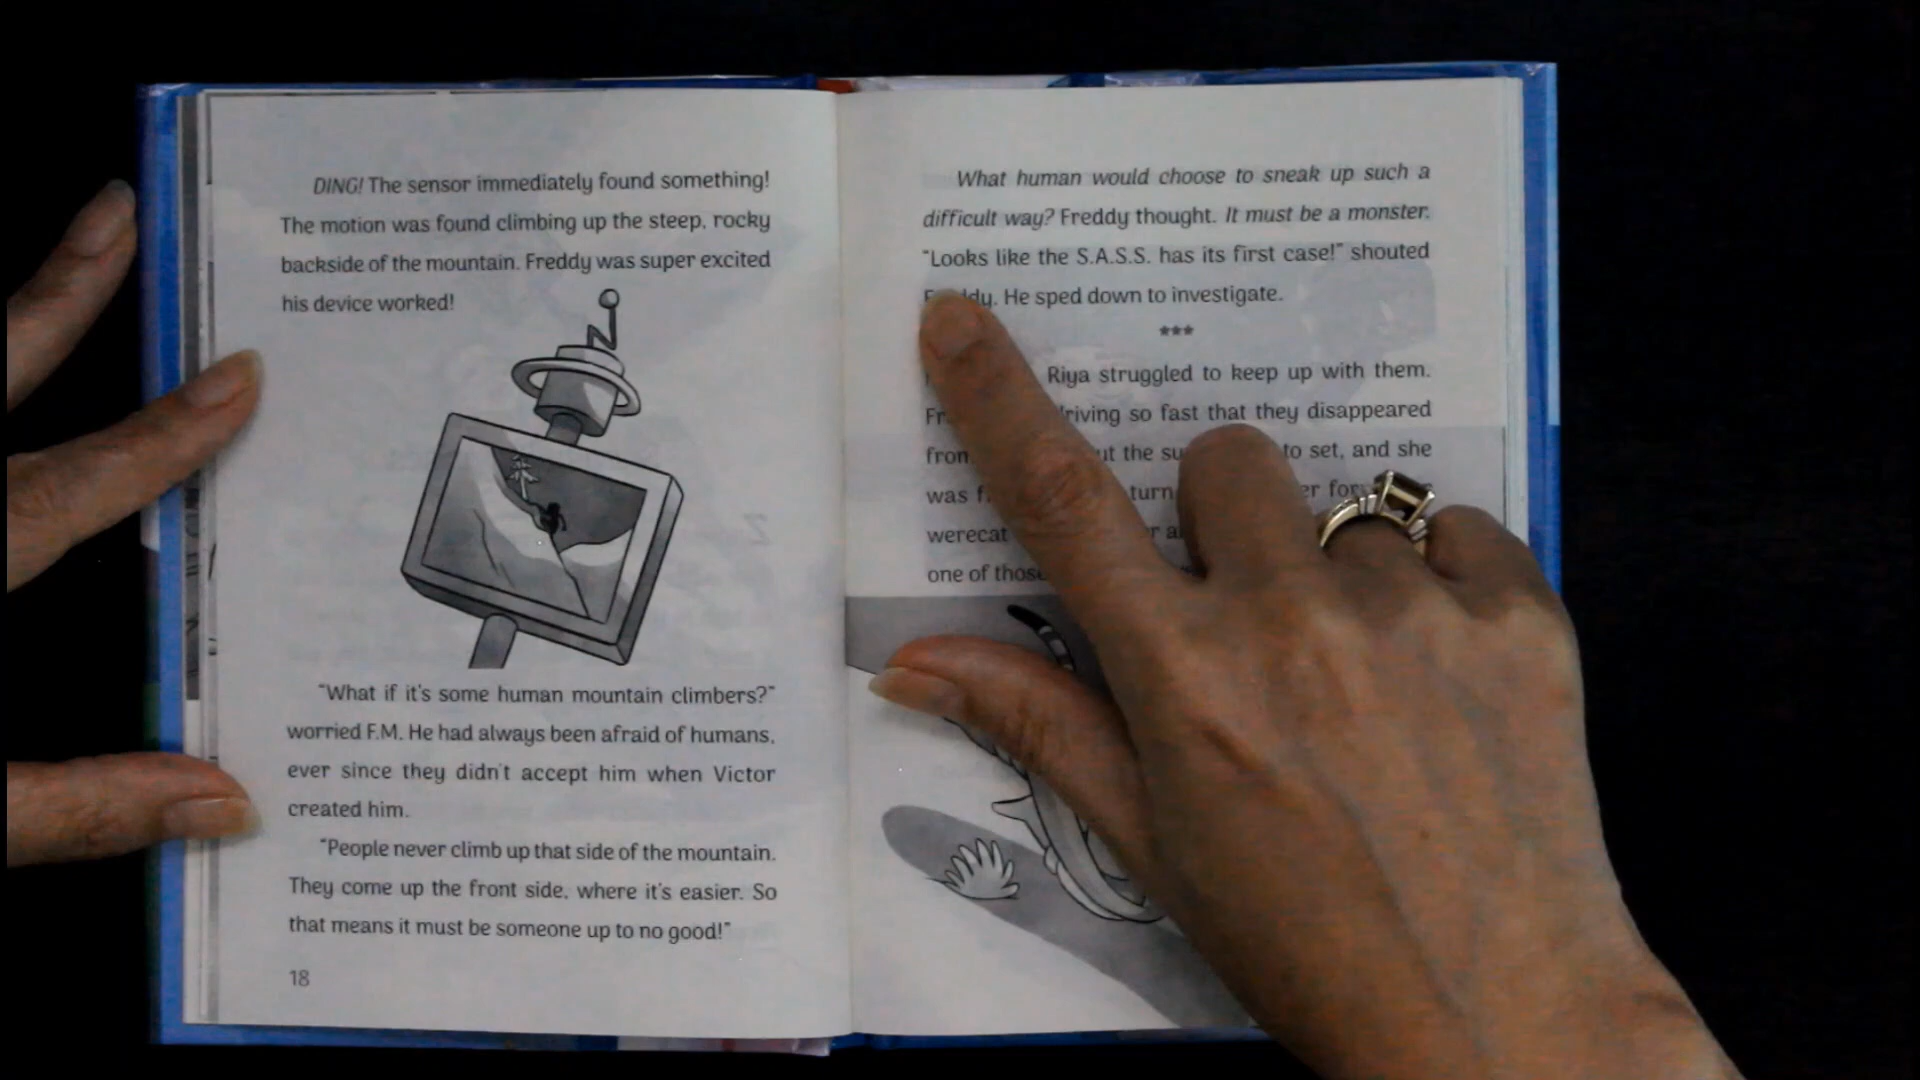 DING! The sensor immediately found something!
The motion was found climbing up the steep, rocky
backside of the mountain. Freddy was super excited
his device worked!
"What if it's some human mountain climbers?"
worried F.M. He had always been afraid of humans,
ever since they didn't accept him when Victor
created him.
"People never climb up that side of the mountain.
They come up the front side, where it's easier. So
that means it must be someone up to no good!"
18
What human would choose to sneak up such a
difficult way? Freddy thought. It must be a monster.
"Looks like the S.A.S.S. has its first case!" shouted
Freddy. He sped down to investigate.
***
Riya struggled to keep up with them.
driving so fast that they disappeared
the to set, and she
was turn
werecat
one of those